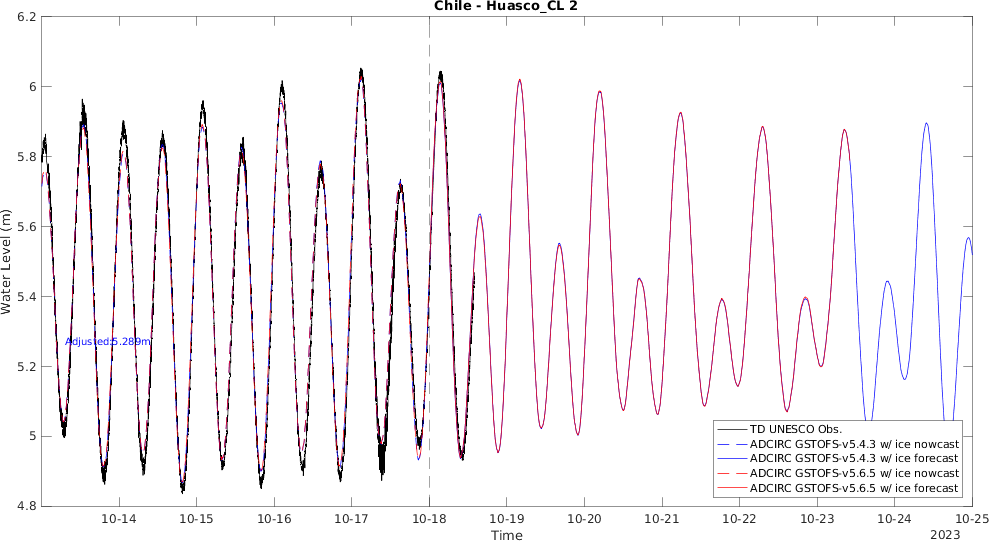 Chile - Huasco_CL 2
6.2
6
5.8
5.6
5.4
5.2
5
4.8
Water Level (m)
Adjusted:5.289m
TD UNESCO Obs.
ADCIRC GSTOFS-v5.4.3 w/ ice nowcast
ADCIRC GSTOFS-v5.4.3 w/ ice forecast
ADCIRC GSTOFS-v5.6.5 w/ ice nowcast
ADCIRC GSTOFS-v5.6.5 w/ ice forecast
10-14 10-15 10-16 10-17 10-18 10-19 10-20 10-21 10-22 10-23 10-24 10-25
Time
2023